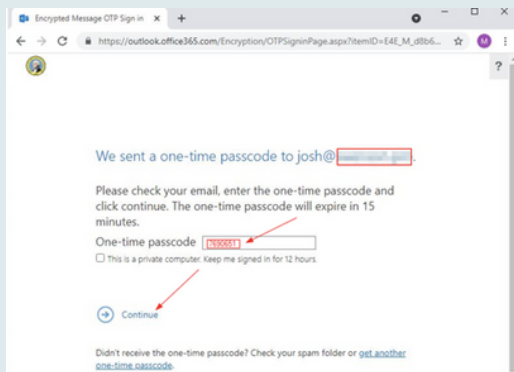 Encrypted Message OTP Sign in
https://outlook.office365.com/Encryption/OTPSigninPage.aspx?itemID=E4E_M_d8b6...
M
?
We sent a one-time passcode to josh@
Please check your email, enter the one-time passcode and
click continue. The one-time passcode will expire in 15
minutes.
One-time passcode 7690651
This is a private computer. Keep me signed in for 12 hours.
Continue
Didn't receive the one-time passcode? Check your spam folder or get another
one-time passcode.